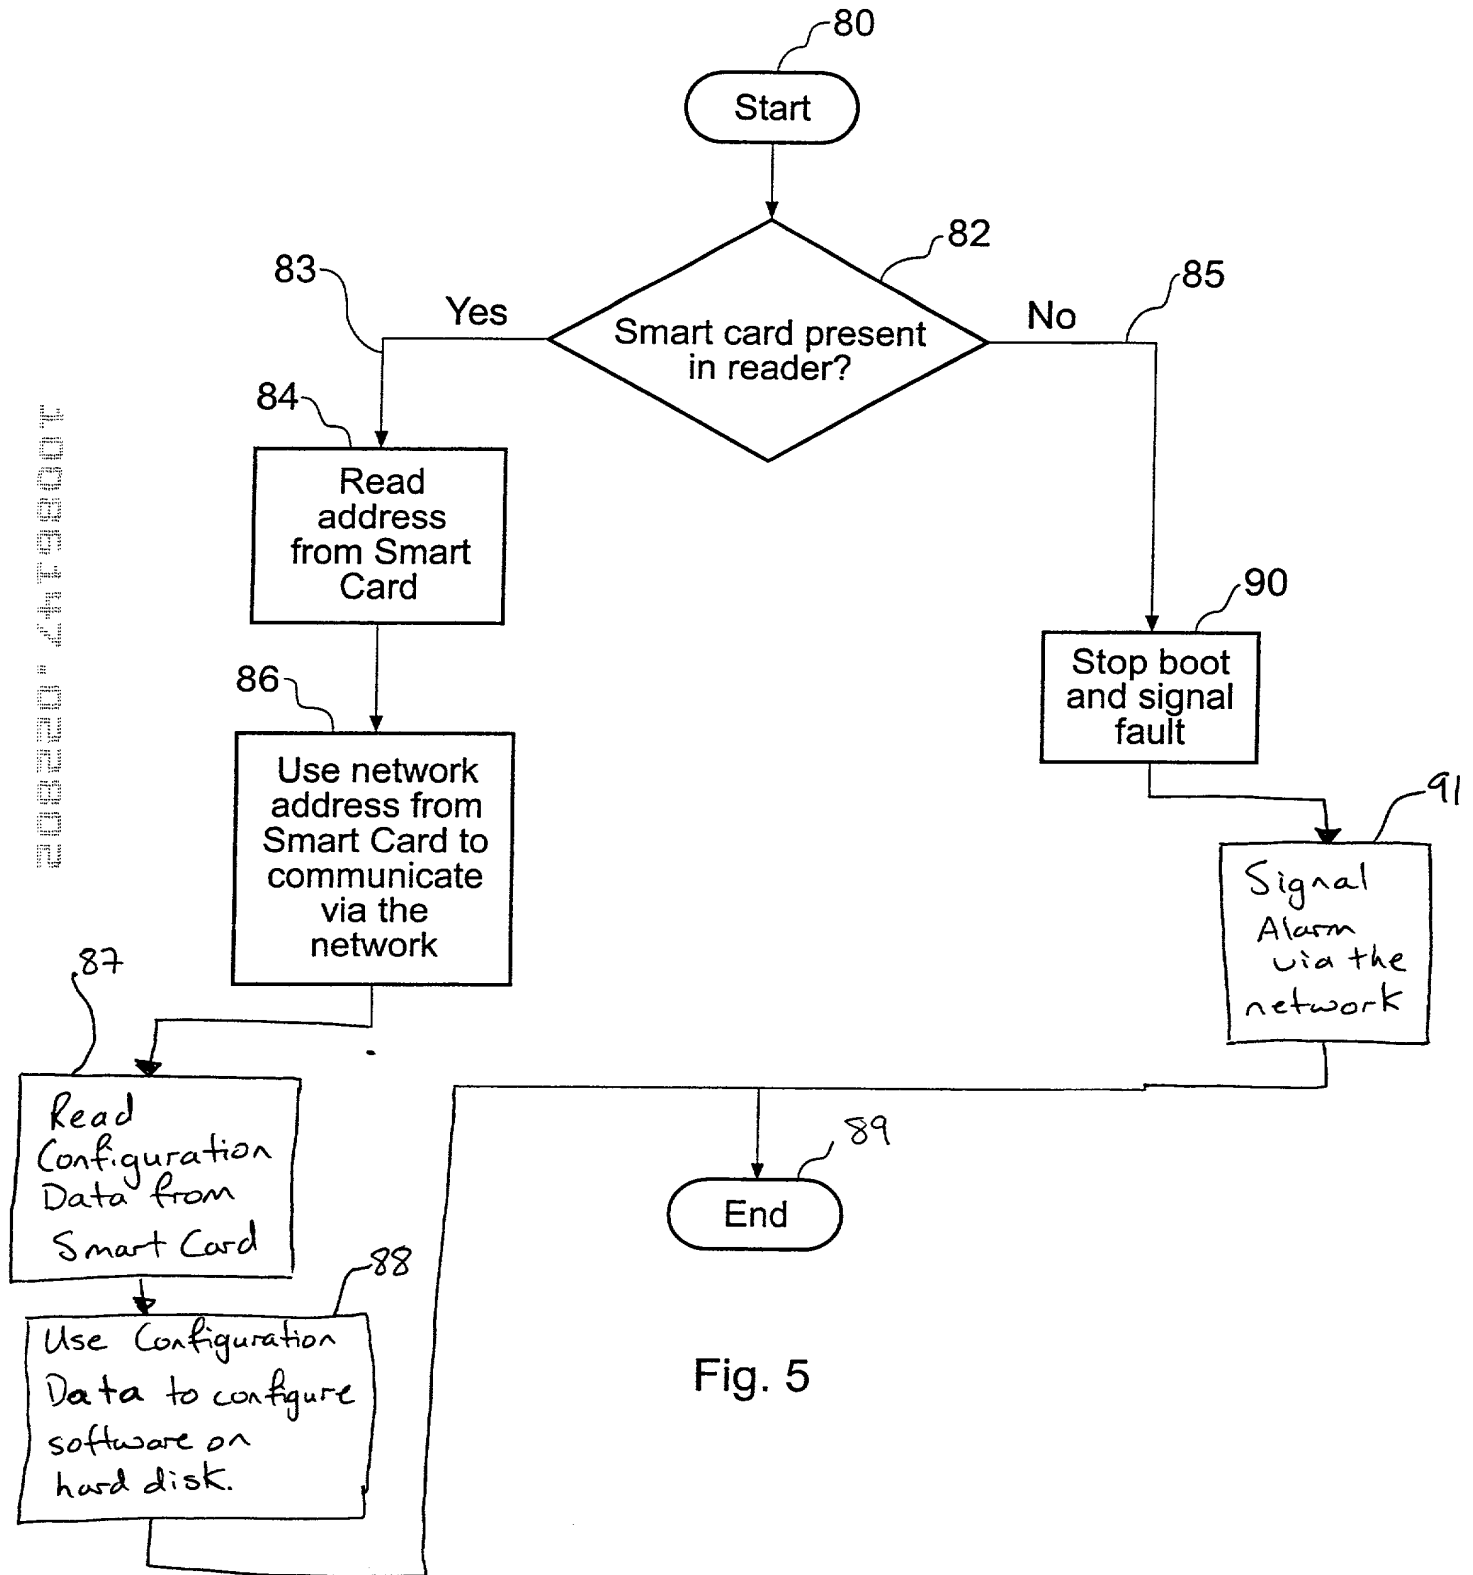 80
Start
82
83
85
Yes
No
Smart card present
in reader?
84
Read
address
from Smart
Card
90
Stop boot
and signal
fault
86
Use network
address from
Smart Card to
communicate
via the
network
91
Signal
Alarm
via the
network
87
Read
Configuration
Data from
Smart Card
89
End
88
Use Configuration
Data to configure
software on
hard disk.
Fig. 5
10086147.022802